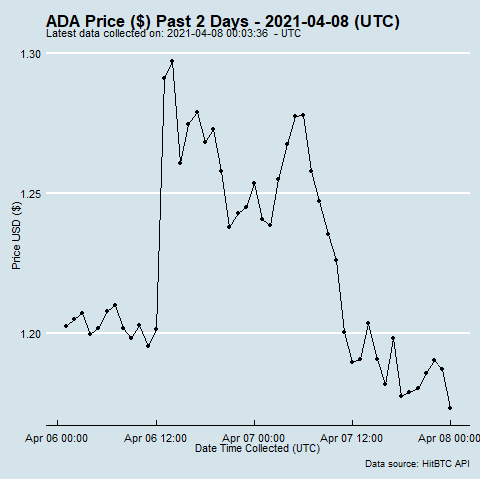 ADA Price ($) Past 2 Days - 2021-04-08 (UTC)
Latest data collected on: 2021-04-08 00:03:36  - UTC
1.30
1.25
1.20
Price USD ($)
Apr 06 00:00 Apr 06 12:00 Apr 07 00:00 Apr 07 12:00 Apr 08 00:00
Date Time Collected (UTC)
Data source: HitBTC API